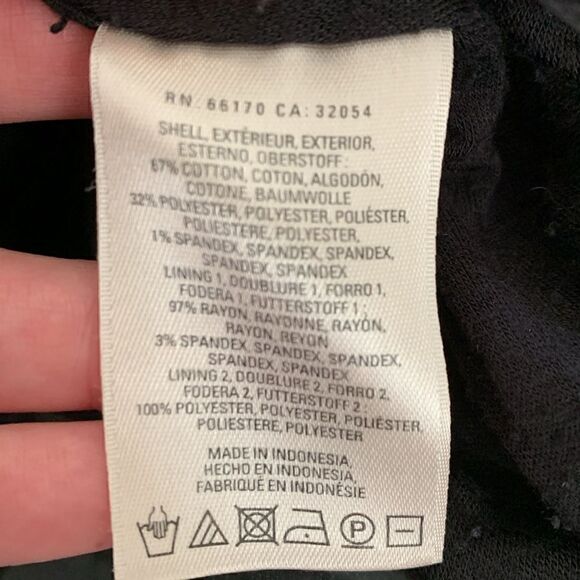 RN. 66170 CA: 32054
SHELL, EXTÉRIEUR, EXTERIOR,
ESTERNO, OBERSTOFF:
67% COTTON, COTON, ALGODÓN,
COTONE, BAUMWOLLE
32% POLYESTER, POLYESTER, POLIÉSTER,
POLIESTERE, POLYESTER,
1% SPANDEX, SPANDEX, SPANDEX,
SPANDEX, SPANDEX
LINING 1, DOUBLURE 1, FORRO 1,
FODERA 1, FUTTERSTOFF 1:
97% RAYON, RAYONNE, RAYÓN,
RAYON, REYON
3% SPANDEX, SPANDEX, SPANDEX,
SPANDEX, SPANDEX
LINING 2, DOUBLURE 2, FORRO 2,
FODERA 2, FUTTERSTOFF 2:
100% POLYESTER, POLYESTER, POLIÉSTER,
POLIESTERE, POLYESTER
MADE IN INDONESIA,
HECHO EN INDONESIA,
FABRIQUÉ EN INDONÉSIE
P